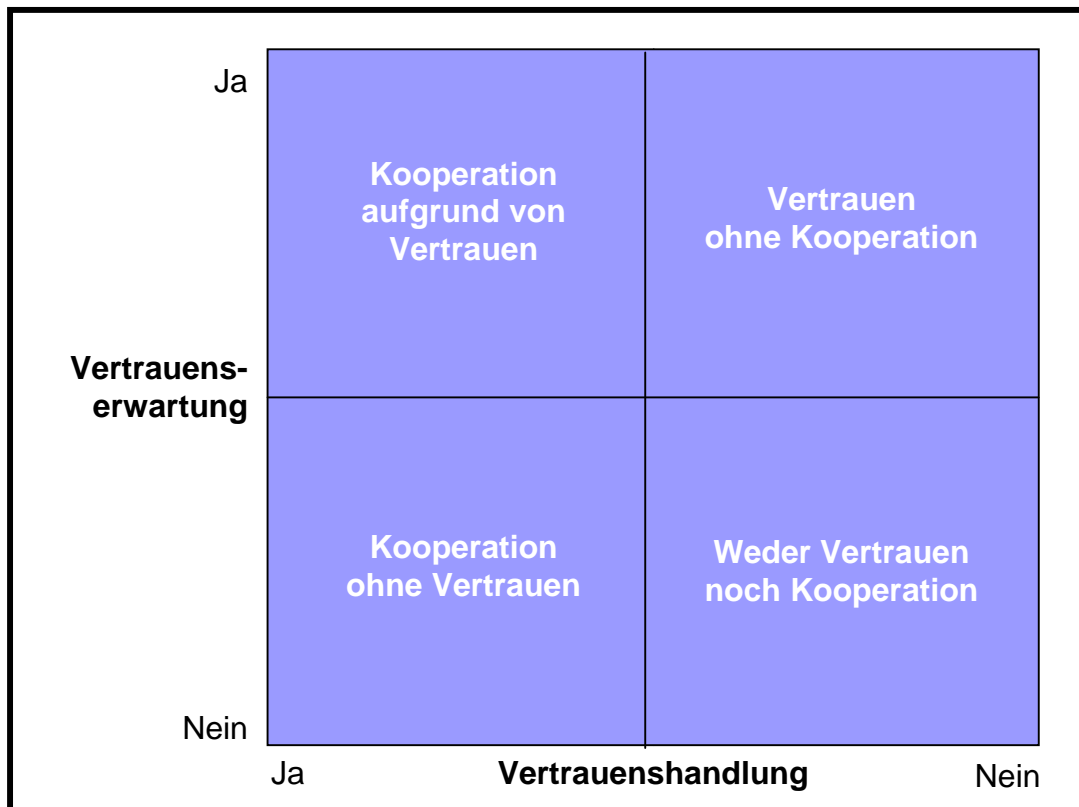 Ja
Kooperation
aufgrund von
Vertrauen
Vertrauen
ohne Kooperation
Vertrauens-
erwartung
Kooperation
ohne Vertrauen
Weder Vertrauen
noch Kooperation
Nein
Ja
Vertrauenshandlung
Nein